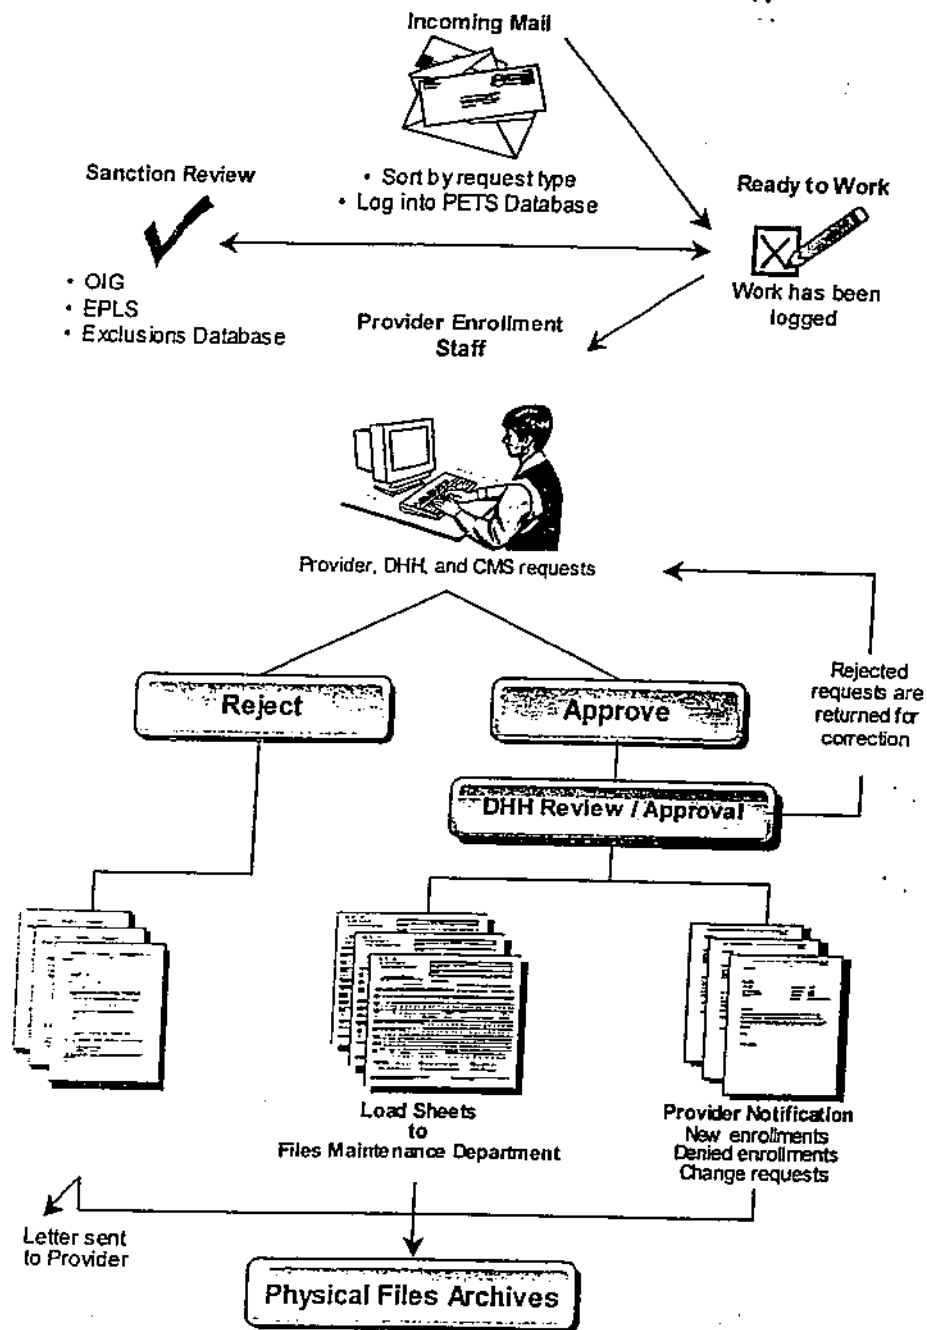 Incoming Mail
• Sort by request type
• Log into PETS Database
Sanction Review
• OIG
• EPLS
• Exclusions Database
Ready to Work
Work has been
logged
Provider Enrollment
Staff
Provider, DHH, and CMS requests
Reject
Approve
Rejected
requests are
returned for
correction
DHH Review / Approval
Load Sheets
to
Files Maintenance Department
Provider Notification
New enrollments
Denied enrollments
Change requests
Letter sent
to Provider
Physical Files Archives